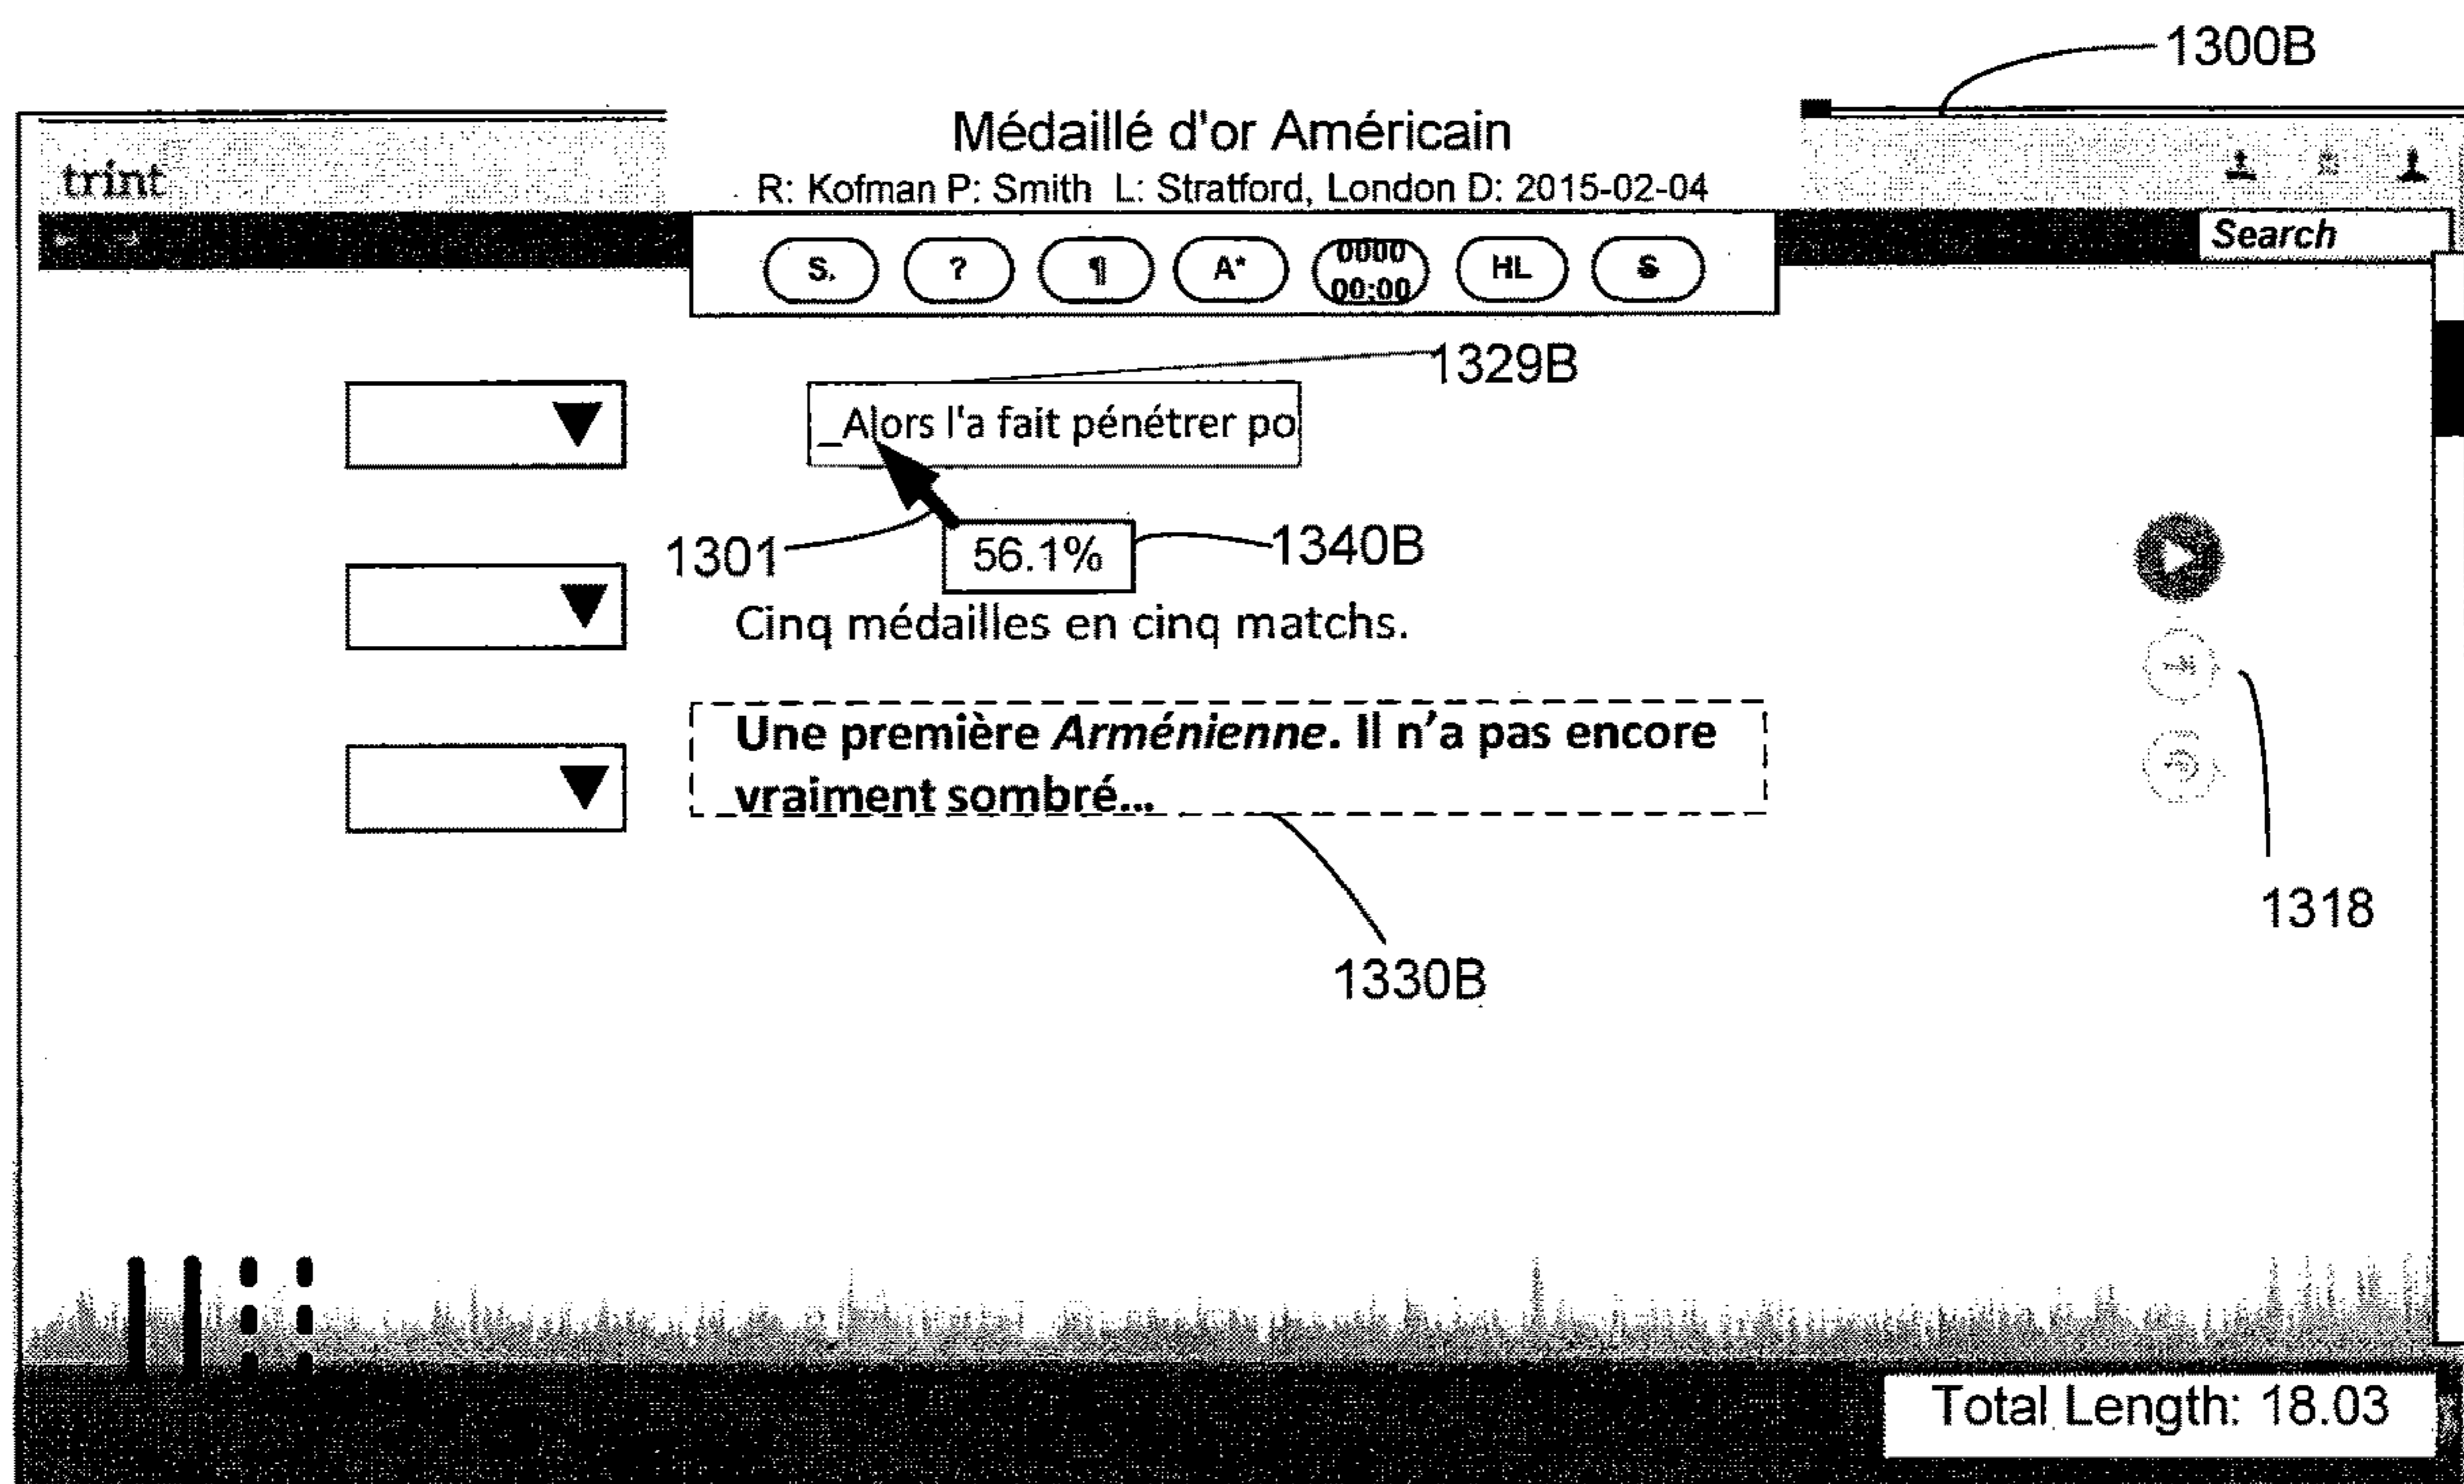 1300B
Médaillé d'or Américain
trint
R: Kofman P: Smith L: Stratford, London D: 2015-02-04
Search
S. ? ¶ A* 0000 00:00 HL S
1329B
_Alors l'a fait pénétrer po
1301
56.1%
1340B
Cinq médailles en cinq matchs.
Une première Arménienne. Il n'a pas encore
vraiment sombré...
1318
1330B
Total Length: 18.03